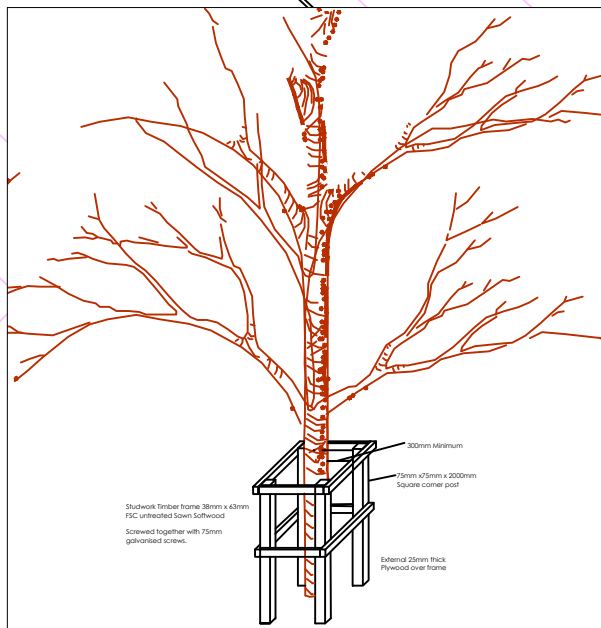 300mm Minimum
75mm x75mm x 2000mm
Square corner post
Studwork Timber frame 38mm x 63mm
FSC untreated Sawn Softwood
Screwed together with 75mm
galvanised screws.
External 25mm thick
Plywood over frame